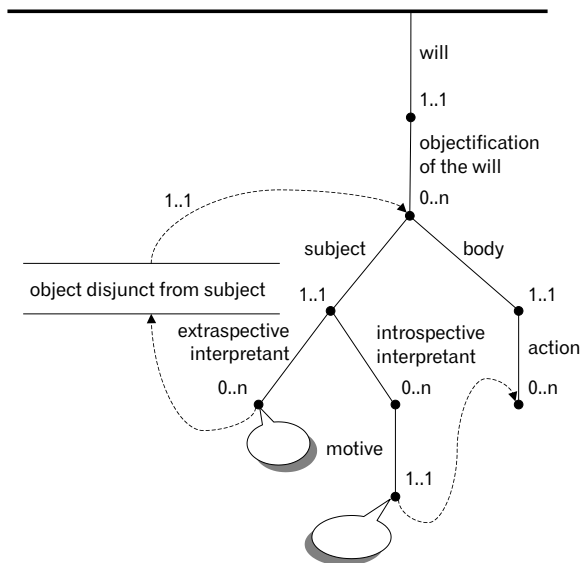 will
1..1
objectification
of the will
0..n
1..1
subject
body
object disjunct from subject
1..1
1..1
extraspective
interpretant
introspective
interpretant
action
0..n
0..n
0..n
motive
1..1